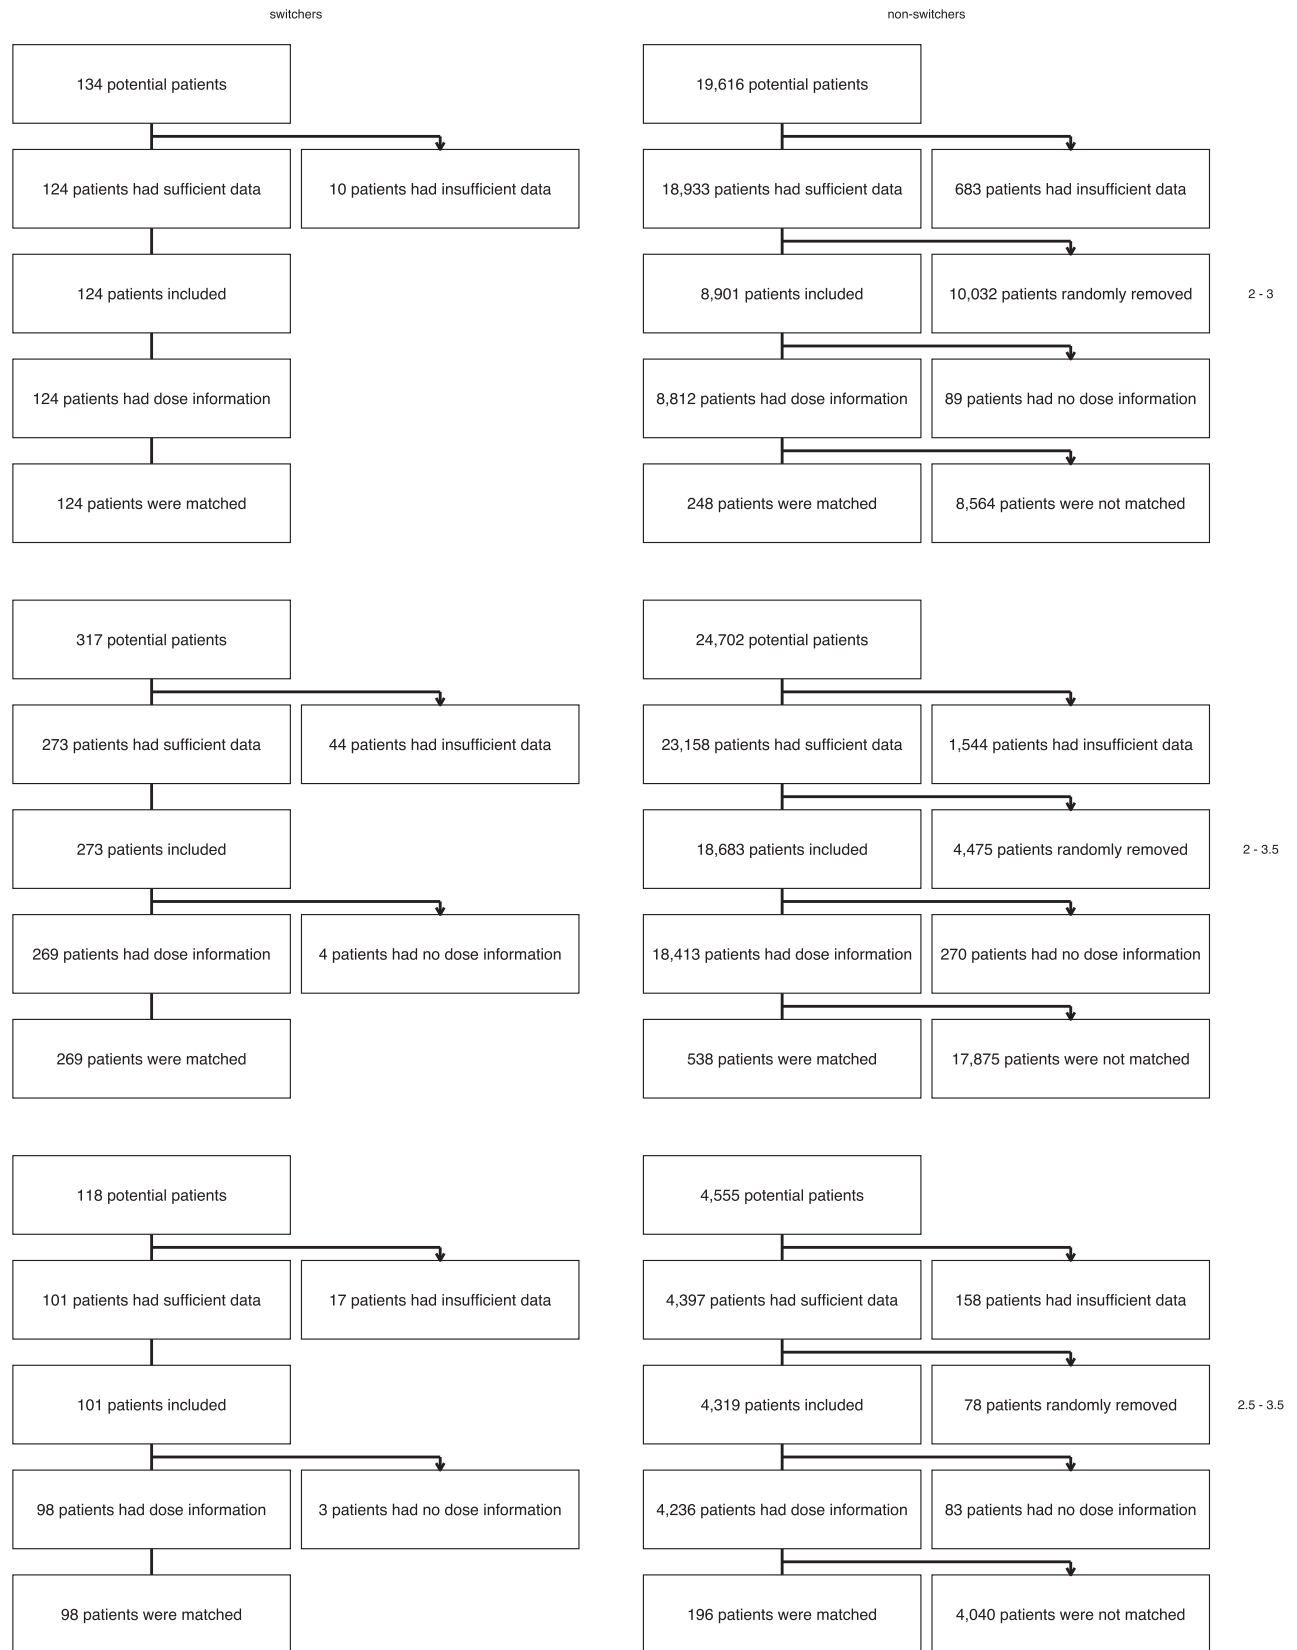 switchers
non-switchers
134 potential patients
19,616 potential patients
124 patients had sufficient data
10 patients had insufficient data
18,933 patients had sufficient data
683 patients had insufficient data
124 patients included
8,901 patients included
10,032 patients randomly removed
2 - 3
124 patients had dose information
8,812 patients had dose information
89 patients had no dose information
124 patients were matched
248 patients were matched
8,564 patients were not matched
317 potential patients
24,702 potential patients
273 patients had sufficient data
44 patients had insufficient data
23,158 patients had sufficient data
1,544 patients had insufficient data
273 patients included
18,683 patients included
4,475 patients randomly removed
2 - 3.5
269 patients had dose information
4 patients had no dose information
18,413 patients had dose information
270 patients had no dose information
269 patients were matched
538 patients were matched
17,875 patients were not matched
118 potential patients
4,555 potential patients
101 patients had sufficient data
17 patients had insufficient data
4,397 patients had sufficient data
158 patients had insufficient data
101 patients included
4,319 patients included
78 patients randomly removed
2.5 - 3.5
98 patients had dose information
3 patients had no dose information
4,236 patients had dose information
83 patients had no dose information
98 patients were matched
196 patients were matched
4,040 patients were not matched